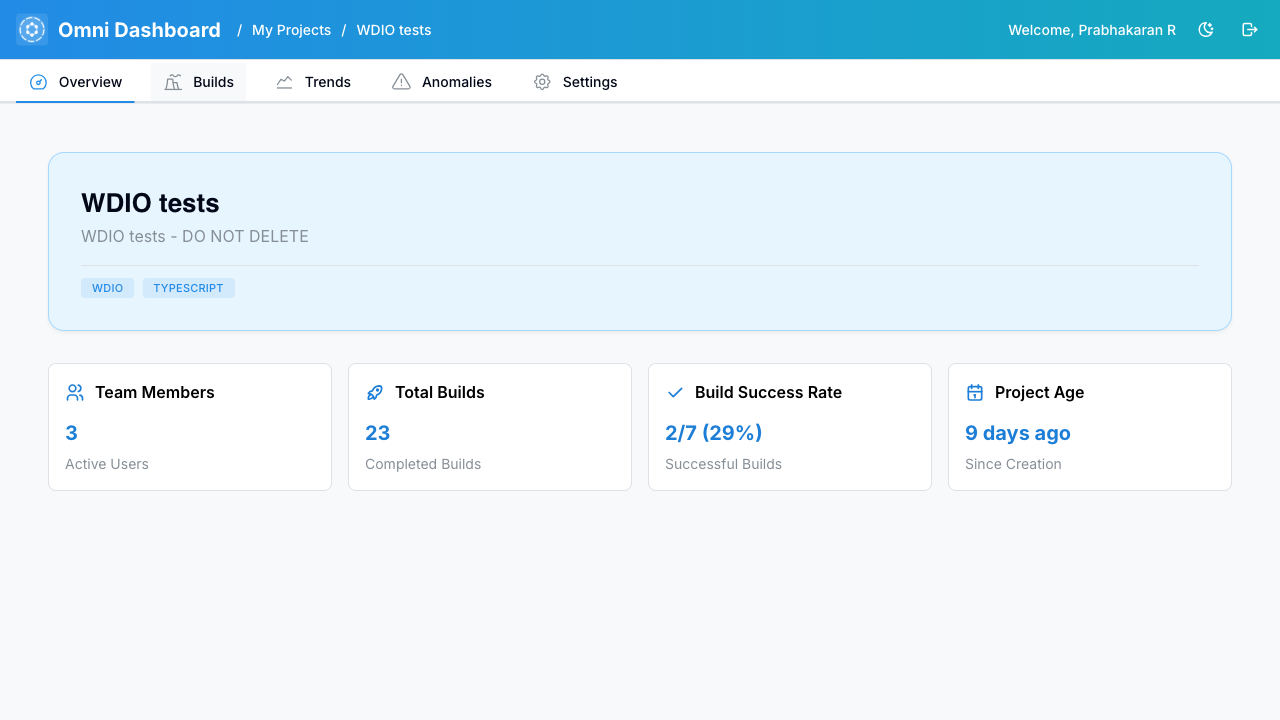 Omni Dashboard / My Projects / WDIO tests Welcome, Prabhakaran R
Overview Builds Trends Anomalies Settings
WDIO tests
WDIO tests - DO NOT DELETE
WDIO TYPESCRIPT
Team Members
3
Active Users
Total Builds
23
Completed Builds
Build Success Rate
2/7 (29%)
Successful Builds
Project Age
9 days ago
Since Creation